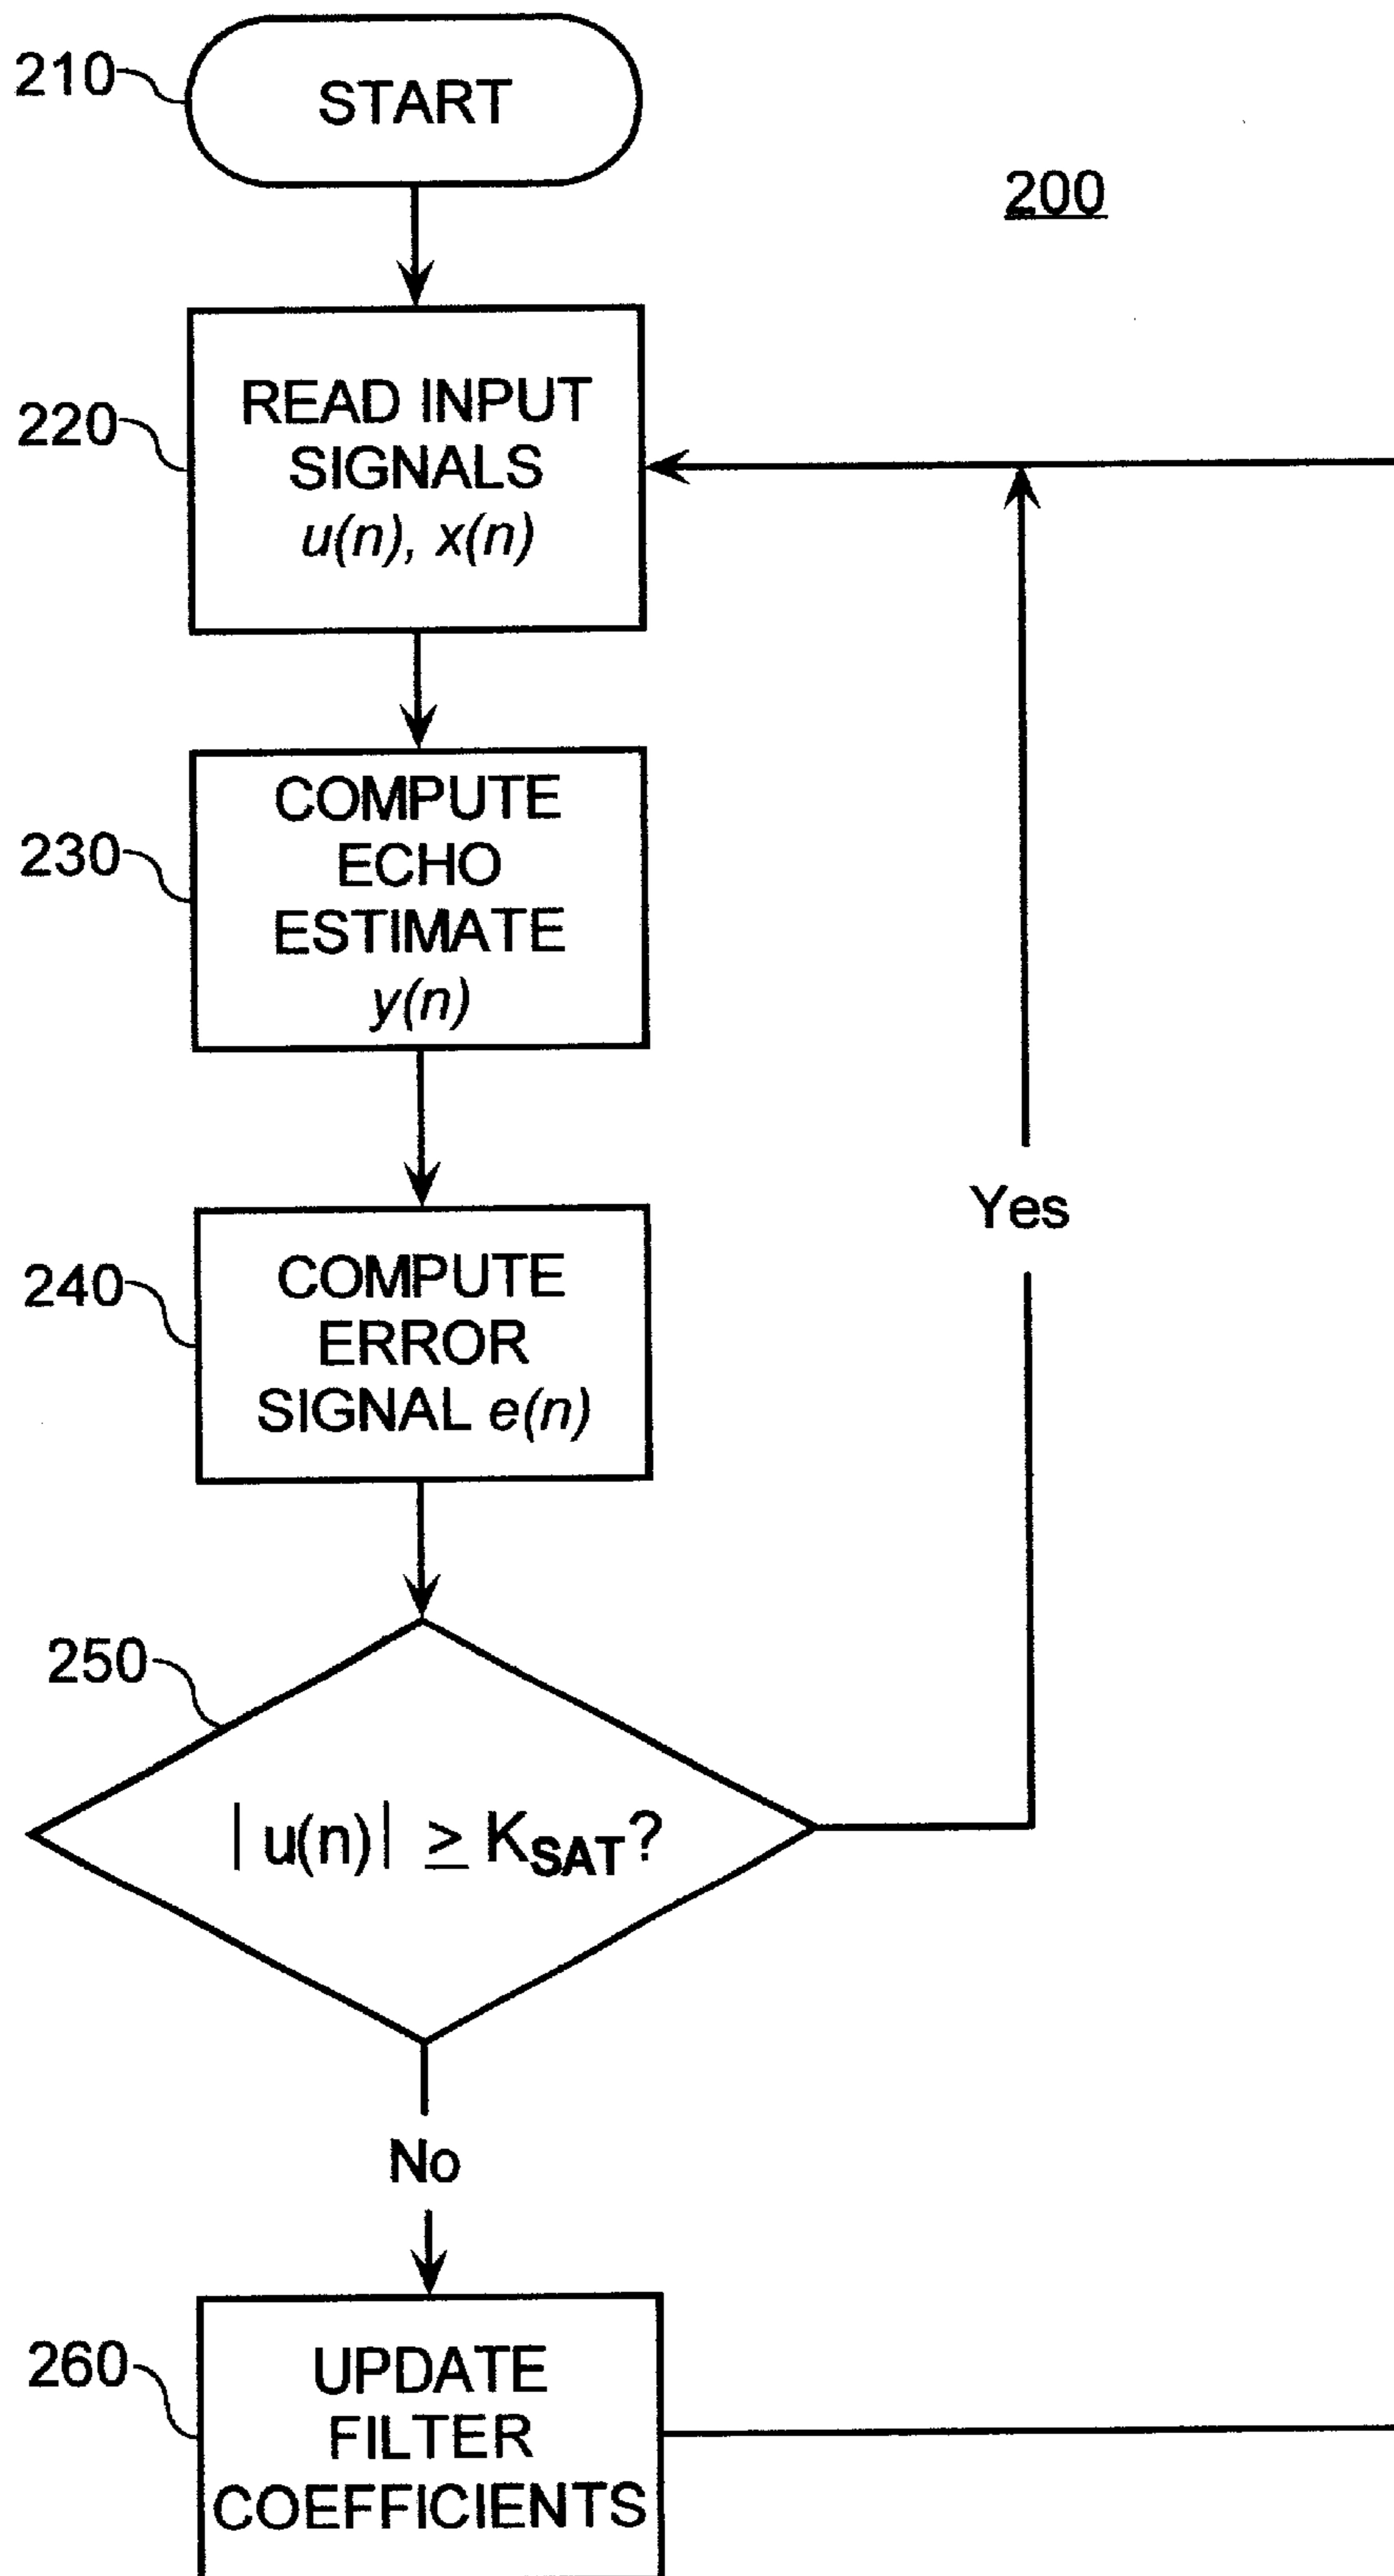 210
START
200
220
READ INPUT
SIGNALS
u(n), x(n)
230
COMPUTE
ECHO
ESTIMATE
y(n)
240
COMPUTE
ERROR
SIGNAL e(n)
Yes
250
|u(n)| ≥ K_SAT?
No
260
UPDATE
FILTER
COEFFICIENTS